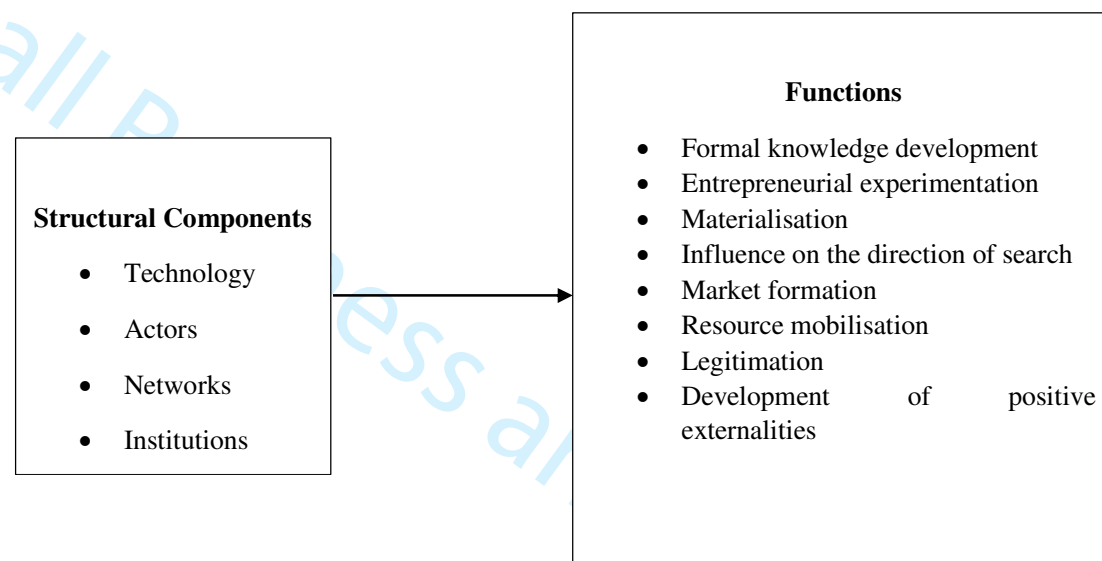 Structural Components
• Technology
• Actors
• Networks
• Institutions
Functions
• Formal knowledge development
• Entrepreneurial experimentation
• Materialisation
• Influence on the direction of search
• Market formation
• Resource mobilisation
• Legitimation
• Development of positive
externalities